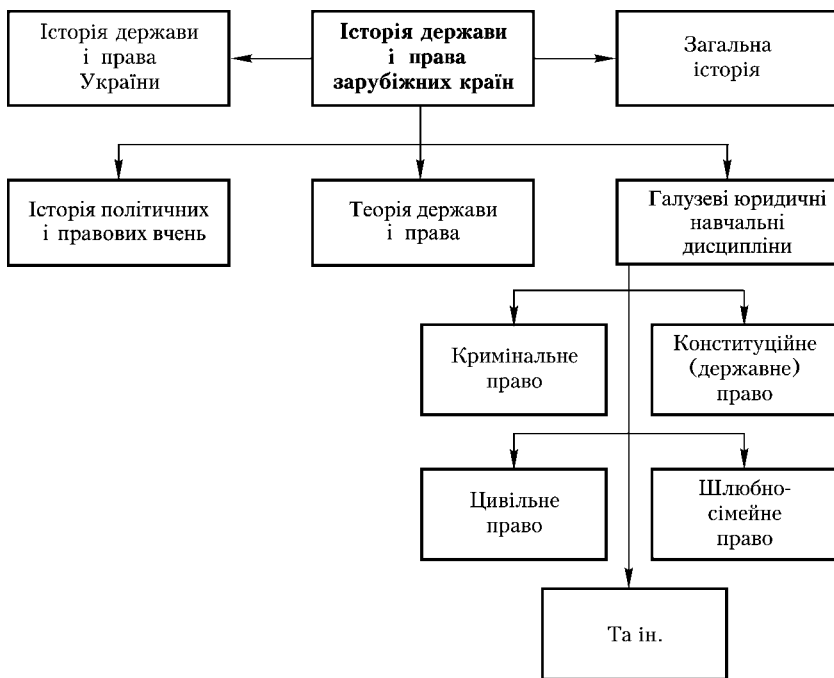 Історія держави
і права
України
Історія держави
і права
зарубіжних країн
Загальна
історія
Історія політичних
і правових вчень
Теорія держави
і права
Галузеві юридичні
навчальні
дисципліни
Кримінальне
право
Конституційне
(державне)
право
Цивільне
право
Шлюбно-
сімейне
право
Та ін.